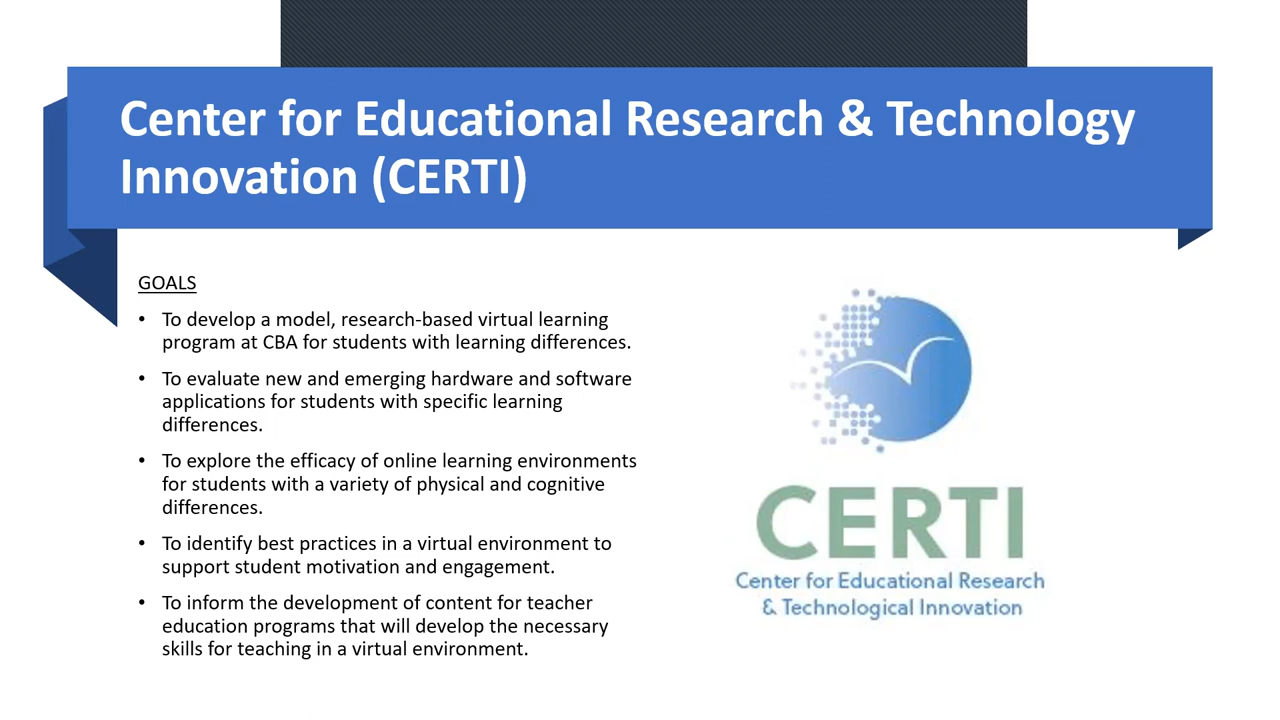 Center for Educational Research & Technology
Innovation (CERTI)
GOALS
• To develop a model, research-based virtual learning
program at CBA for students with learning differences.
• To evaluate new and emerging hardware and software
applications for students with specific learning
differences.
• To explore the efficacy of online learning environments
for students with a variety of physical and cognitive
differences.
• To identify best practices in a virtual environment to
support student motivation and engagement.
• To inform the development of content for teacher
education programs that will develop the necessary
skills for teaching in a virtual environment.
CERTI
Center for Educational Research
& Technological Innovation